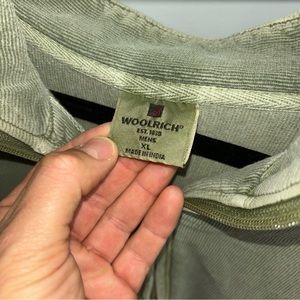 WOOLRICH®
EST. 1830
MENS
XL
MADE IN INDIA